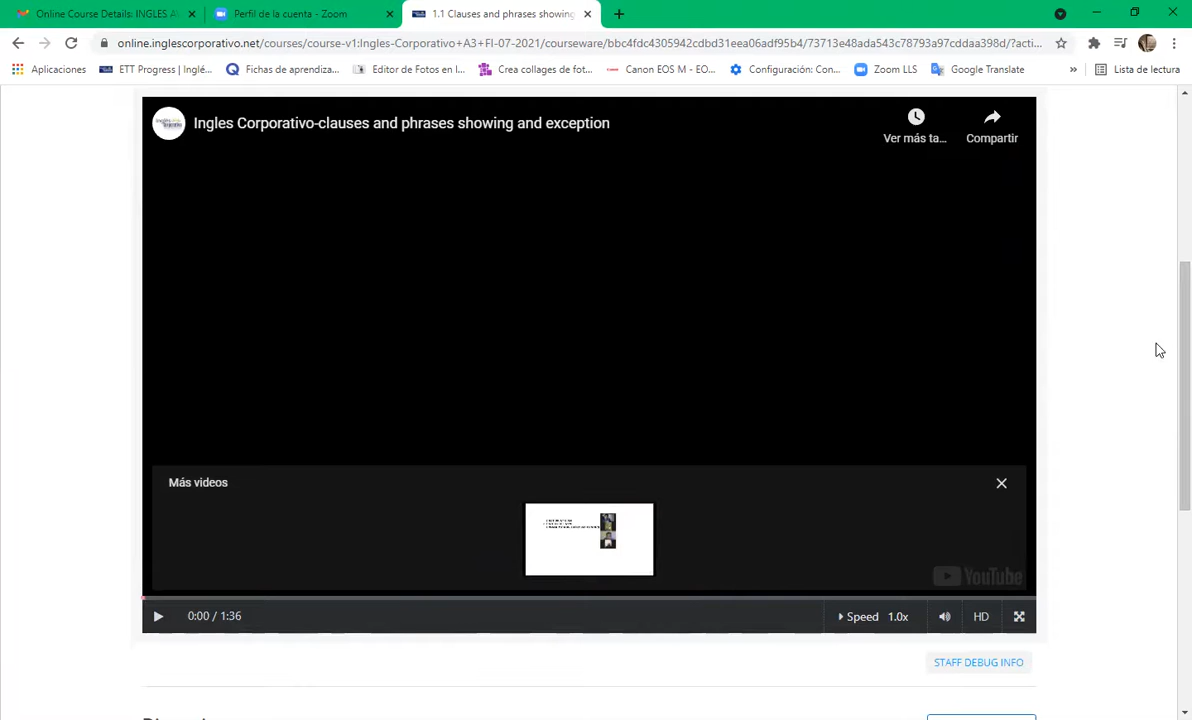 Online Course Details: INGLES A
Perfil de la cuenta - Zoom
1.1 Clauses and phrases showing
online.inglescorporativo.net/courses/course-v1:Ingles-Corporativo+A3+FI-07-2021/courseware/bbc4fdc4305942cdbd31eea06adf95b4/73713e48ada543c78793a97cddaa398d/?acti...
Aplicaciones
ETT Progress | Inglé...
Fichas de aprendiza...
Editor de Fotos en l...
Crea collages de fot...
Canon EOS M - EO...
Configuración: Con...
Zoom LLS
Google Translate
»
Lista de lectura
Ingles Corporativo-clauses and phrases showing and exception
Ver más ta...
Compartir
Más videos
YouTube
0:00 / 1:36
Speed 1.0x
HD
STAFF DEBUG INFO